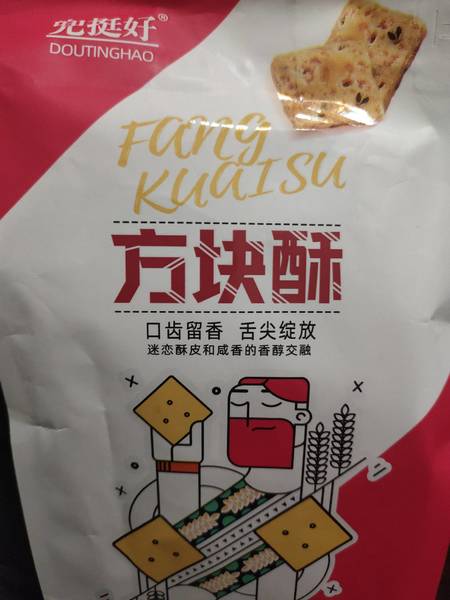 兜挺好®
DOUTINGHAO
Fang
KuaISu
方块酥
口齿留香 舌尖绽放
迷恋酥皮和咸香的香醇交融